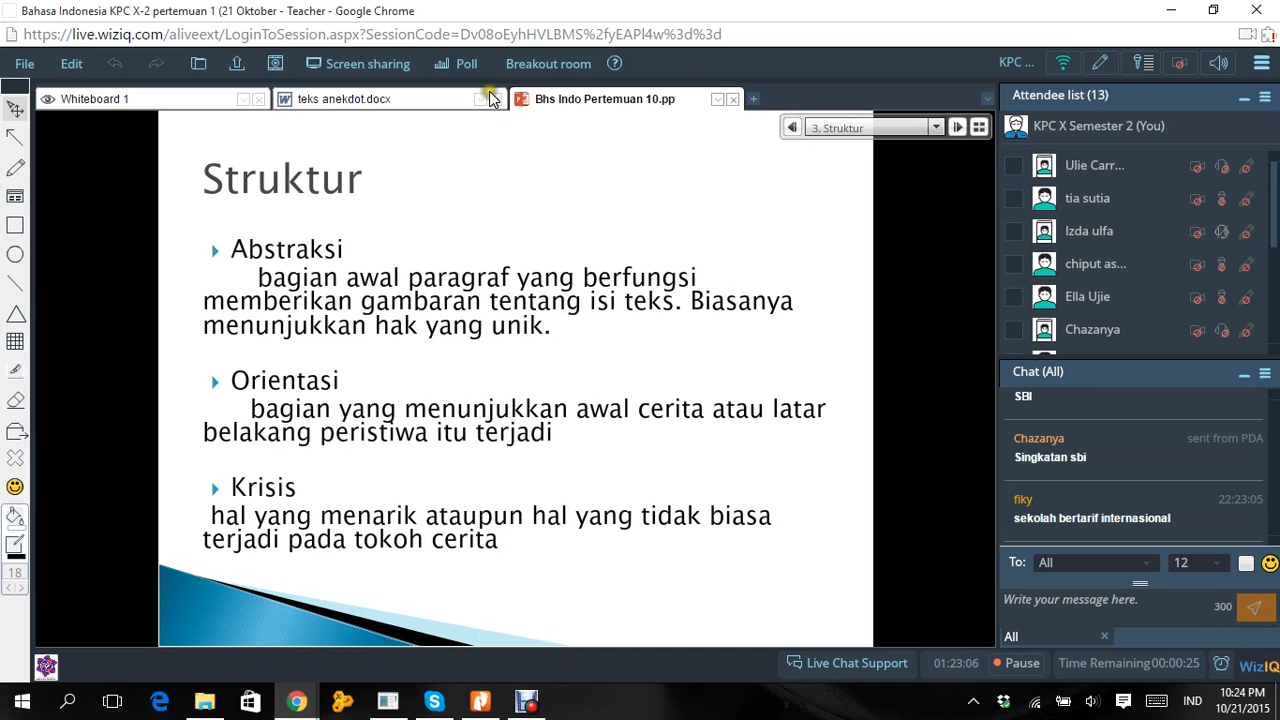 Bahasa Indonesia KPC X-2 pertemuan 1 (21 Oktober - Teacher - Google Chrome
https://live.wiziq.com/aliveext/LoginToSession.aspx?SessionCode=Dv08oEyhHVLBMS%2fyEAPl4w%3d%3d
File Edit Screen sharing Poll Breakout room KPC ...
Whiteboard 1 teks anekdot.docx Bhs Indo Pertemuan 10.pp
3. Struktur
Struktur
Abstraksi
bagian awal paragraf yang berfungsi
memberikan gambaran tentang isi teks. Biasanya
menunjukkan hak yang unik.
Orientasi
bagian yang menunjukkan awal cerita atau latar
belakang peristiwa itu terjadi
Krisis
hal yang menarik ataupun hal yang tidak biasa
terjadi pada tokoh cerita
18
Attendee list (13)
KPC X Semester 2 (You)
Ulie Carr...
tia sutia
Izda ulfa
chiput as...
Ella Ujie
Chazanya
Chat (All)
SBI
Chazanya sent from PDA
Singkatan sbi
fiky 22:23:05
sekolah bertarif internasional
To: All 12
Write your message here. 300
All
Live Chat Support 01:23:06 Pause Time Remaining 00:00:25 WizIQ
IND 10:24 PM
10/21/2015